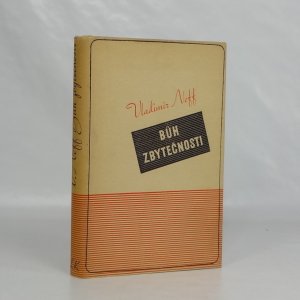 Vladimír Neff
BŮH
ZBYTEČNOSTI